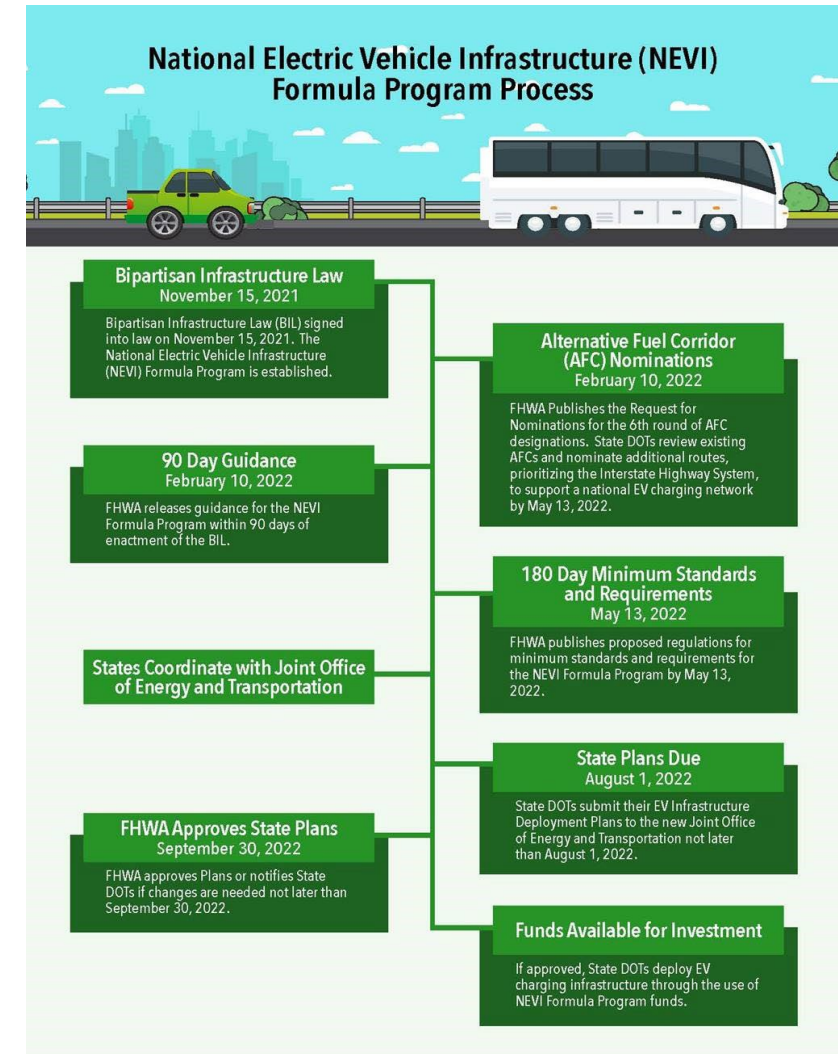 National Electric Vehicle Infrastructure (NEVI)
Formula Program Process
Bipartisan Infrastructure Law
November 15, 2021
Bipartisan Infrastructure Law (BIL) signed
into law on November 15, 2021. The
National Electric Vehicle Infrastructure
(NEVI) Formula Program is established.
Alternative Fuel Corridor
(AFC) Nominations
February 10, 2022
FHWA Publishes the Request for
Nominations for the 6th round of AFC
designations. State DOTs review existing
AFCs and nominate additional routes,
prioritizing the Interstate Highway System,
to support a national EV charging network
by May 13, 2022.
90 Day Guidance
February 10, 2022
FHWA releases guidance for the NEVI
Formula Program within 90 days of
enactment of the BIL.
180 Day Minimum Standards
and Requirements
May 13, 2022
FHWA publishes proposed regulations for
minimum standards and requirements for
the NEVI Formula Program by May 13,
2022.
States Coordinate with Joint Office
of Energy and Transportation
State Plans Due
August 1, 2022
State DOTs submit their EV Infrastructure
Deployment Plans to the new Joint Office
of Energy and Transportation not later
than August 1, 2022.
FHWA Approves State Plans
September 30, 2022
FHWA approves Plans or notifies State
DOTs if changes are needed not later than
September 30, 2022.
Funds Available for Investment
If approved, State DOTs deploy EV
charging infrastructure through the use of
NEVI Formula Program funds.